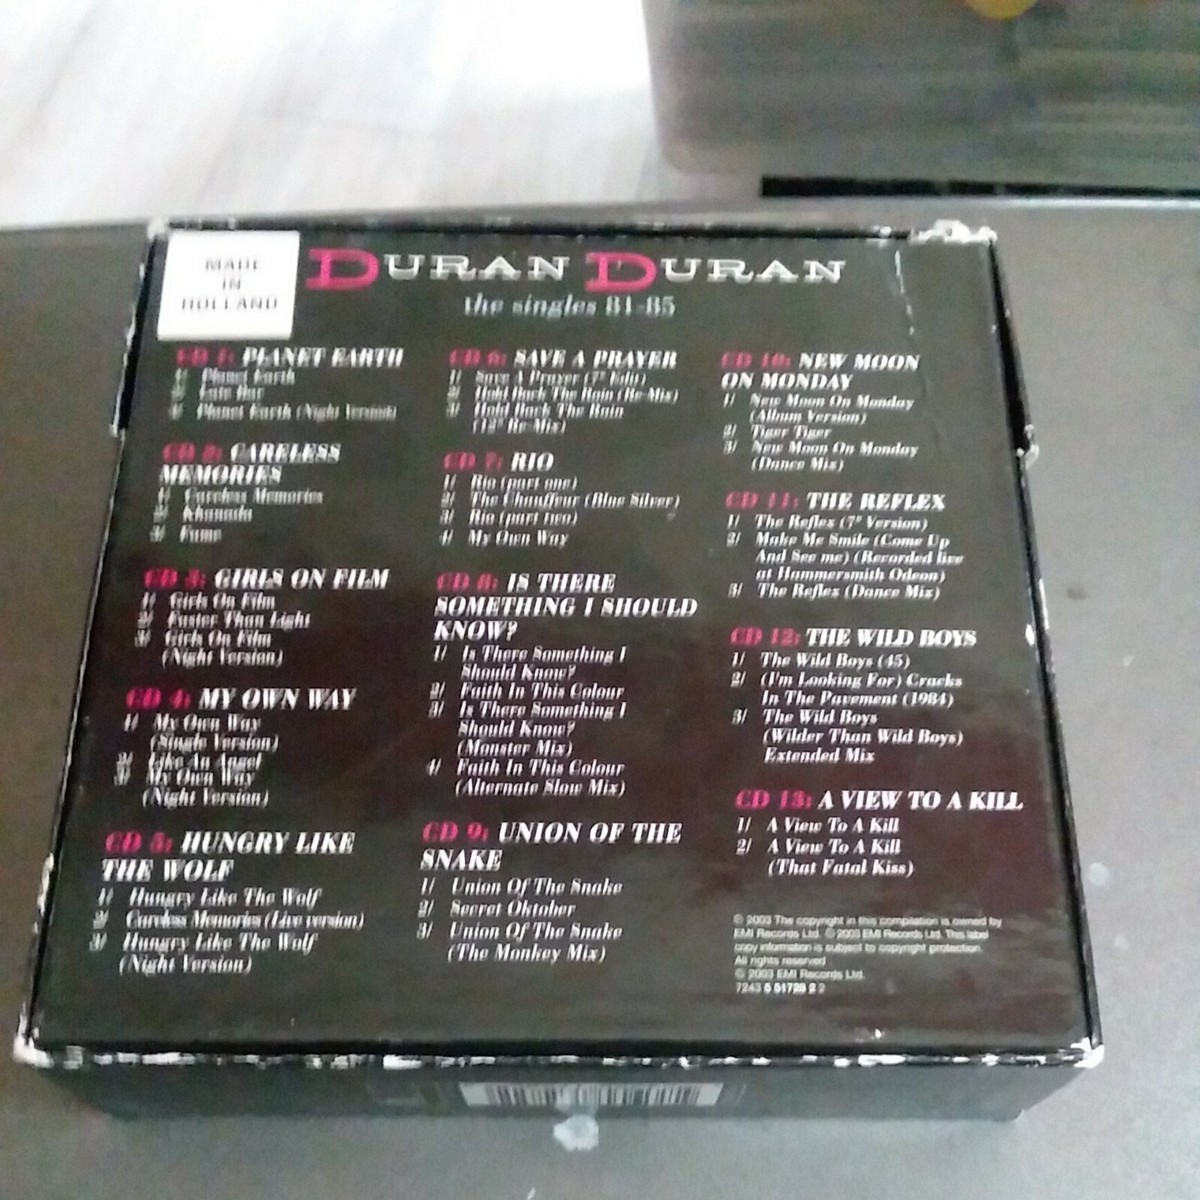 MADE
IN
HOLLAND
DURAN DURAN
the singles 81-85
CD 1: PLANET EARTH
1/ Planet Earth
2/ Late Bar
3/ Planet Earth (Night Version)
CD 2: CARELESS
MEMORIES
1/ Careless Memories
2/ Khanada
3/ Fame
CD 3: GIRLS ON FILM
1/ Girls On Film
2/ Faster Than Light
3/ Girls On Film
(Night Version)
CD 4: MY OWN WAY
1/ My Own Way
(Single Version)
2/ Like An Angel
3/ My Own Way
(Night Version)
CD 5: HUNGRY LIKE
THE WOLF
1/ Hungry Like The Wolf
2/ Careless Memories (Live version)
3/ Hungry Like The Wolf
(Night Version)
CD 6: SAVE A PRAYER
1/ Save A Prayer (7" Edit)
2/ Hold Back The Rain (Re-Mix)
3/ Hold Back The Rain
(12" Re-Mix)
CD 7: RIO
1/ Rio (part one)
2/ The Chauffeur (Blue Silver)
3/ Rio (part two)
4/ My Own Way
CD 8: IS THERE
SOMETHING I SHOULD
KNOW?
1/ Is There Something I
Should Know?
2/ Faith In This Colour
3/ Is There Something I
Should Know?
(Monster Mix)
4/ Faith In This Colour
(Alternate Slow Mix)
CD 9: UNION OF THE
SNAKE
1/ Union Of The Snake
2/ Secret Oktober
3/ Union Of The Snake
(The Monkey Mix)
CD 10: NEW MOON
ON MONDAY
1/ New Moon On Monday
(Album Version)
2/ Tiger Tiger
3/ New Moon On Monday
(Dance Mix)
CD 11: THE REFLEX
1/ The Reflex (7" Version)
2/ Make Me Smile (Come Up
And See me) (Recorded live
at Hammersmith Odeon)
3/ The Reflex (Dance Mix)
CD 12: THE WILD BOYS
1/ The Wild Boys (45)
2/ (I'm Looking For) Cracks
In The Pavement (1984)
3/ The Wild Boys
(Wilder Than Wild Boys)
Extended Mix
CD 13: A VIEW TO A KILL
1/ A View To A Kill
2/ A View To A Kill
(That Fatal Kiss)
℗ 2003 The copyright in this compilation is owned by
EMI Records Ltd. © 2003 EMI Records Ltd. This label
copy information is subject to copyright protection.
All rights reserved
© 2003 EMI Records Ltd.
7243 5 51728 2 2